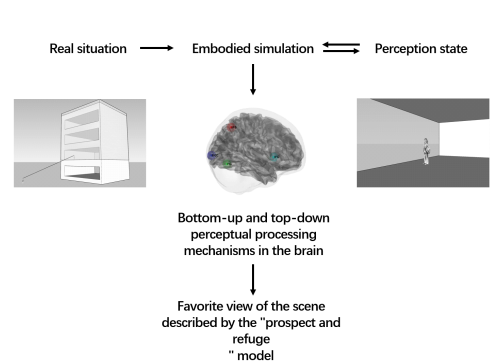 Real situation
Embodied simulation
Perception state
Bottom-up and top-down
perceptual processing
mechanisms in the brain
Favorite view of the scene
described by the "prospect and
refuge
" model